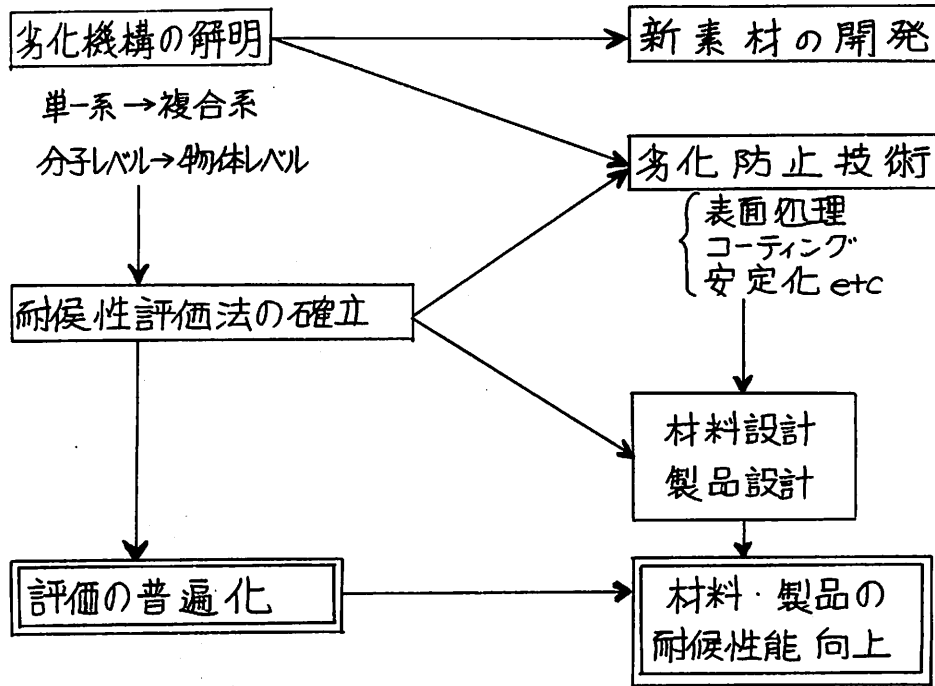 劣化機構の解明
単一系→複合系
分子レベル→物体レベル
耐侯性評価法の確立
評価の普遍化
新素材の開発
劣化防止技術
表面処理
コーティング
安定化 etc
材料設計
製品設計
材料・製品の
耐候性能 向上